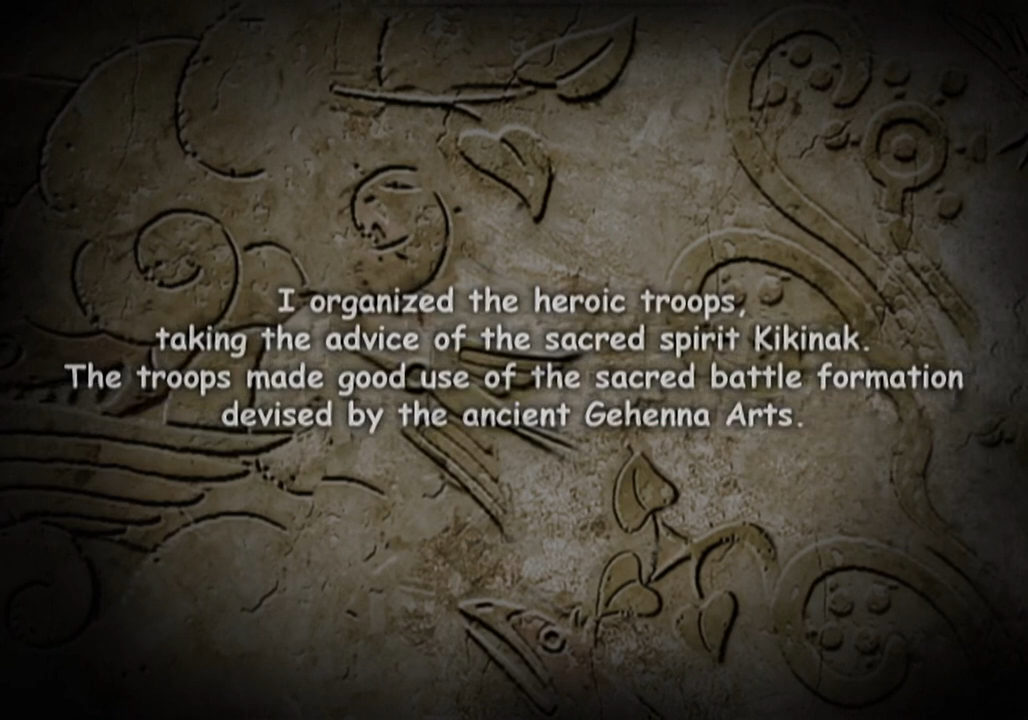 I organized the heroic troops,
taking the advice of the sacred spirit Kikinak.
The troops made good use of the sacred battle formation
devised by the ancient Gehenna Arts.